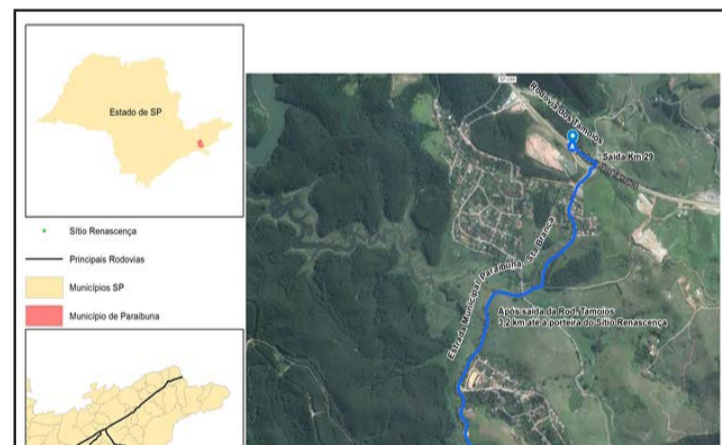 Estado de SP
Sítio Renascença
Principais Rodovias
Municípios SP
Município de Paraibuna
Rodovia dos Tamoios
Saída Km 29
Estrada Municipal Paraibuna - Sta. Branca
Após saída da Rod. Tamoios
3,2 km até a porteira do Sítio Renascença
A